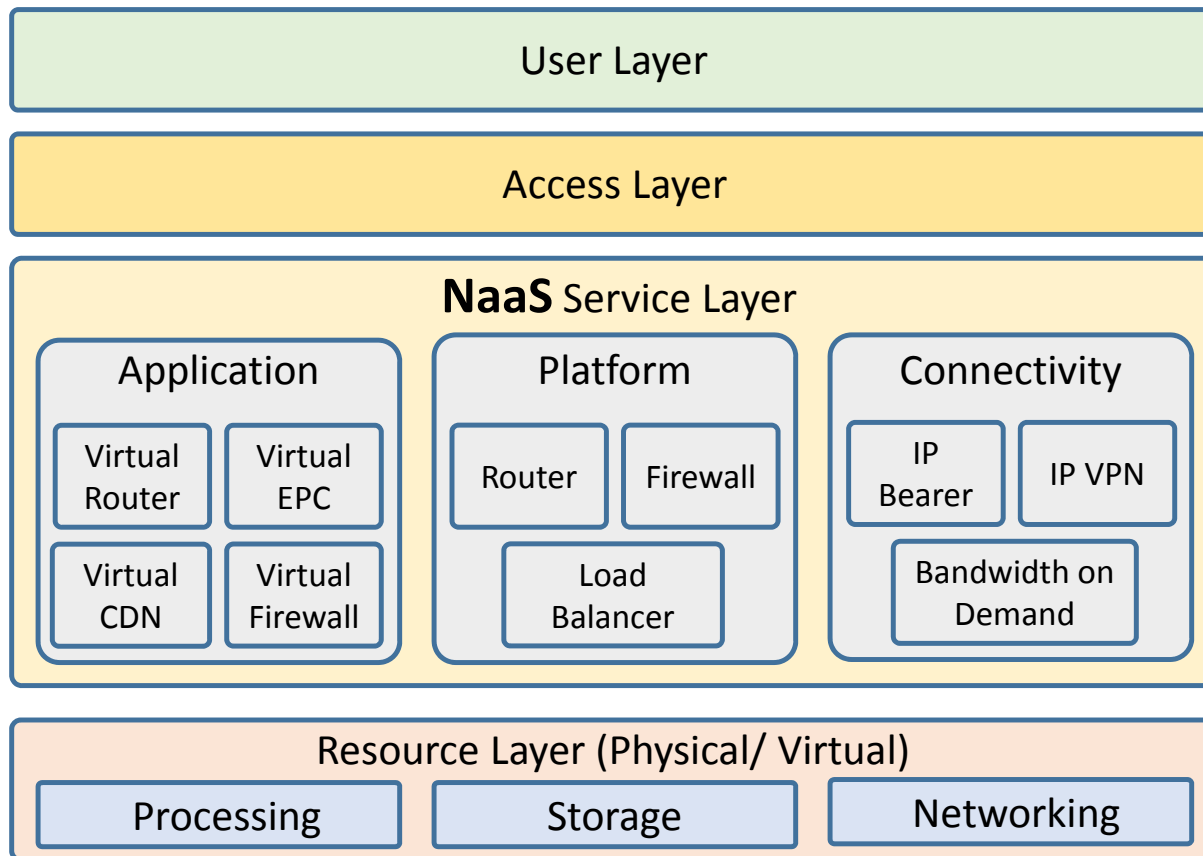 User Layer
Access Layer
NaaS Service Layer
Application
Virtual
Router
Virtual
EPC
Virtual
CDN
Virtual
Firewall
Platform
Router
Firewall
Load
Balancer
Connectivity
IP
Bearer
IP VPN
Bandwidth on
Demand
Resource Layer (Physical/ Virtual)
Processing
Storage
Networking